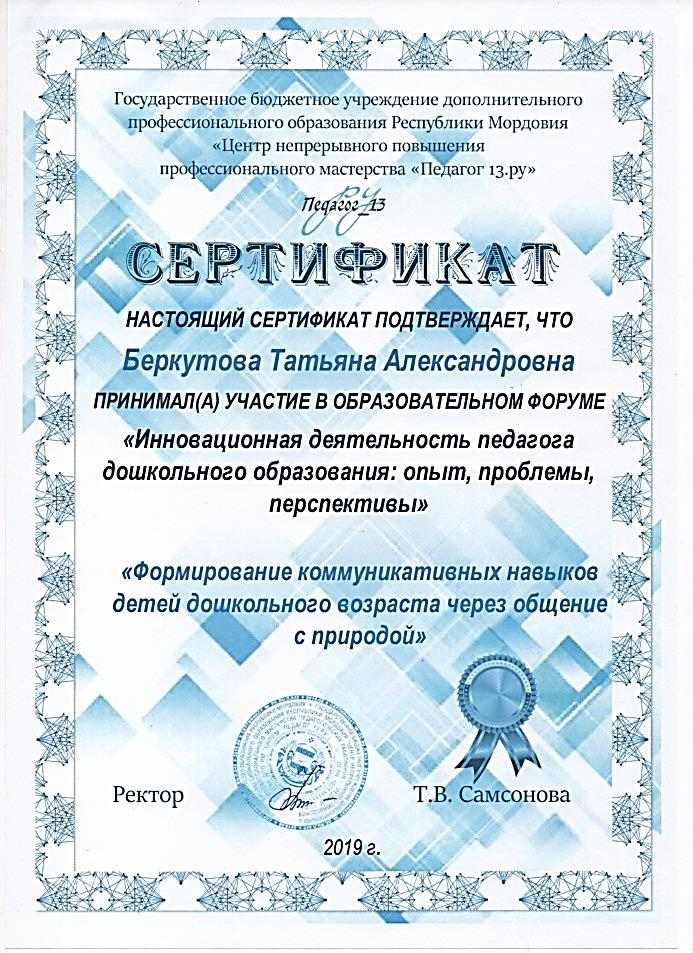 Государственное бюджетное учреждение дополнительного
профессионального образования Республики Мордовия
«Центр непрерывного повышения
профессионального мастерства «Педагог 13.ру»
Педагог_13
ру
СЕРТИФИКАТ
НАСТОЯЩИЙ СЕРТИФИКАТ ПОДТВЕРЖДАЕТ, ЧТО
Беркутова Татьяна Александровна
ПРИНИМАЛ(А) УЧАСТИЕ В ОБРАЗОВАТЕЛЬНОМ ФОРУМЕ
«Инновационная деятельность педагога
дошкольного образования: опыт, проблемы,
перспективы»
«Формирование коммуникативных навыков
детей дошкольного возраста через общение
с природой»
Ректор
Т.В. Самсонова
2019 г.